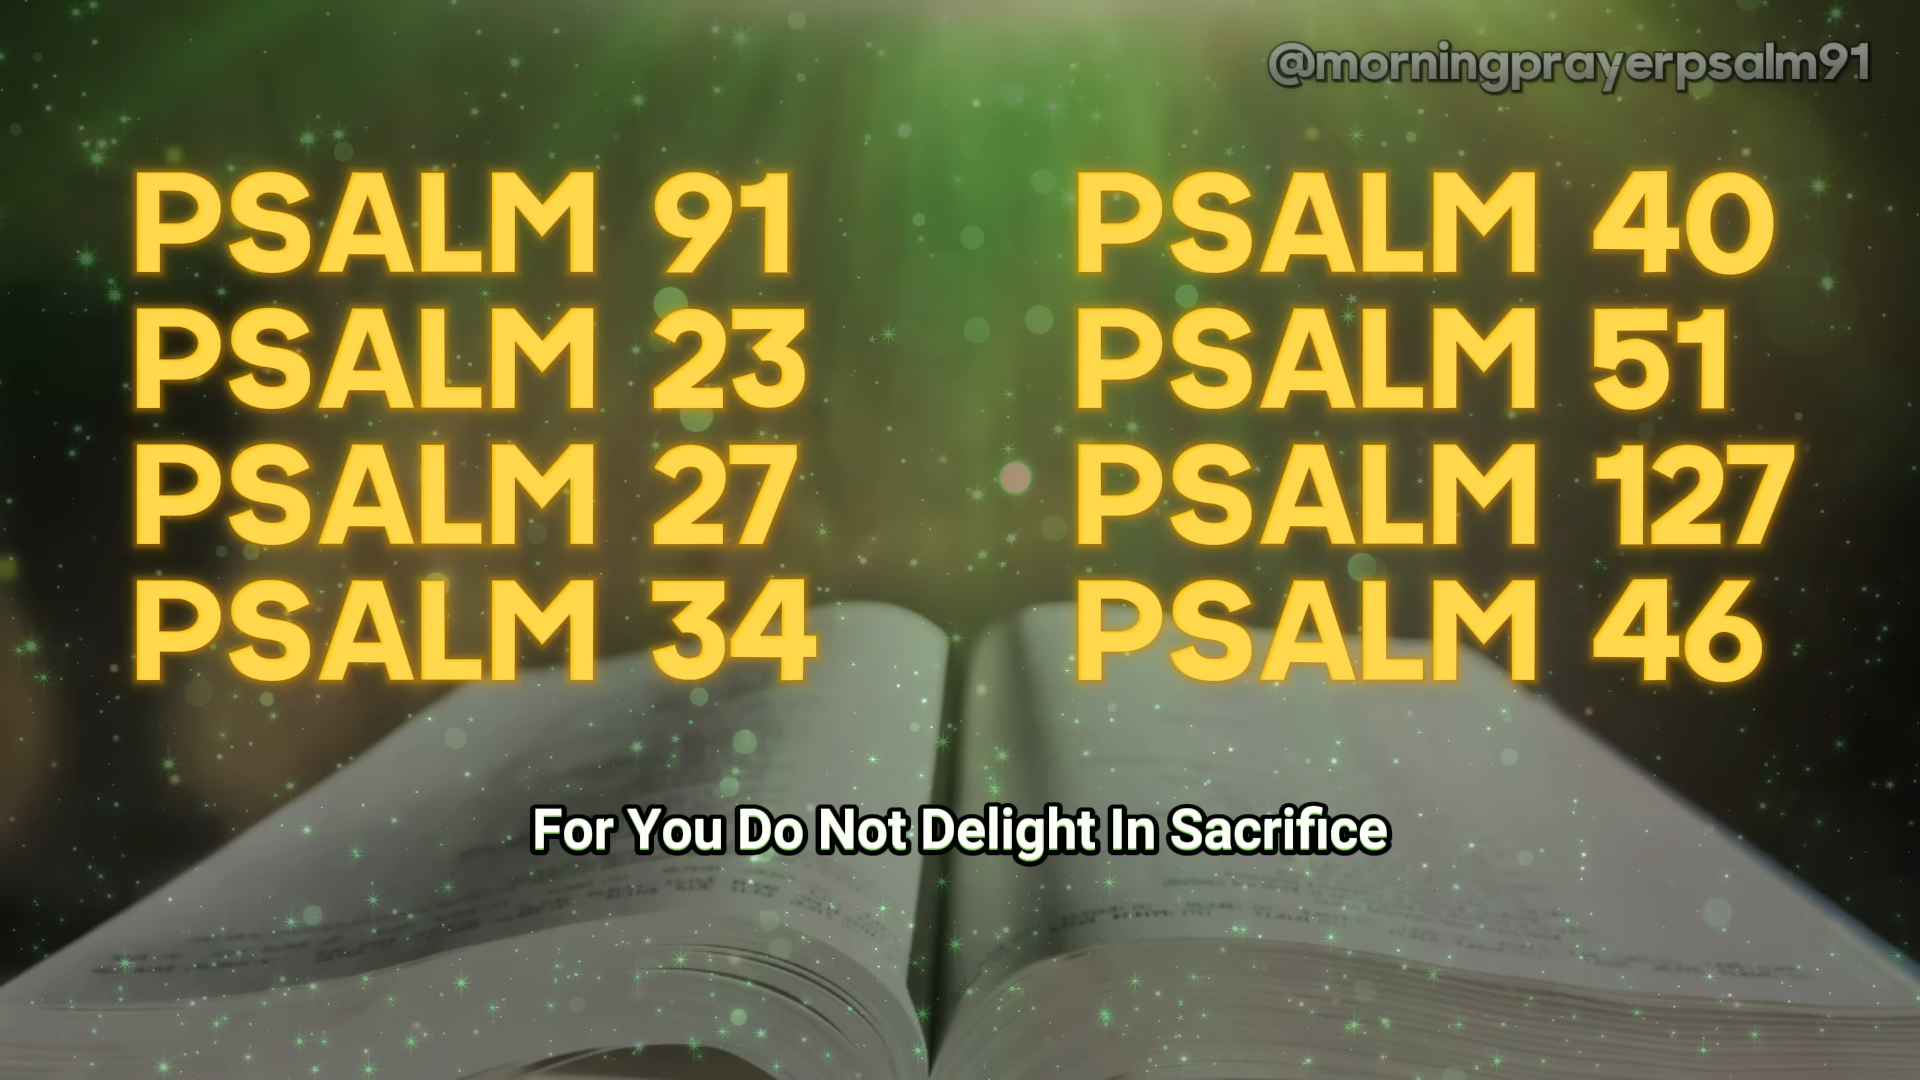 @morningprayerpsalm91
PSALM 91
PSALM 23
PSALM 27
PSALM 34
PSALM 40
PSALM 51
PSALM 127
PSALM 46
For You Do Not Delight In Sacrifice